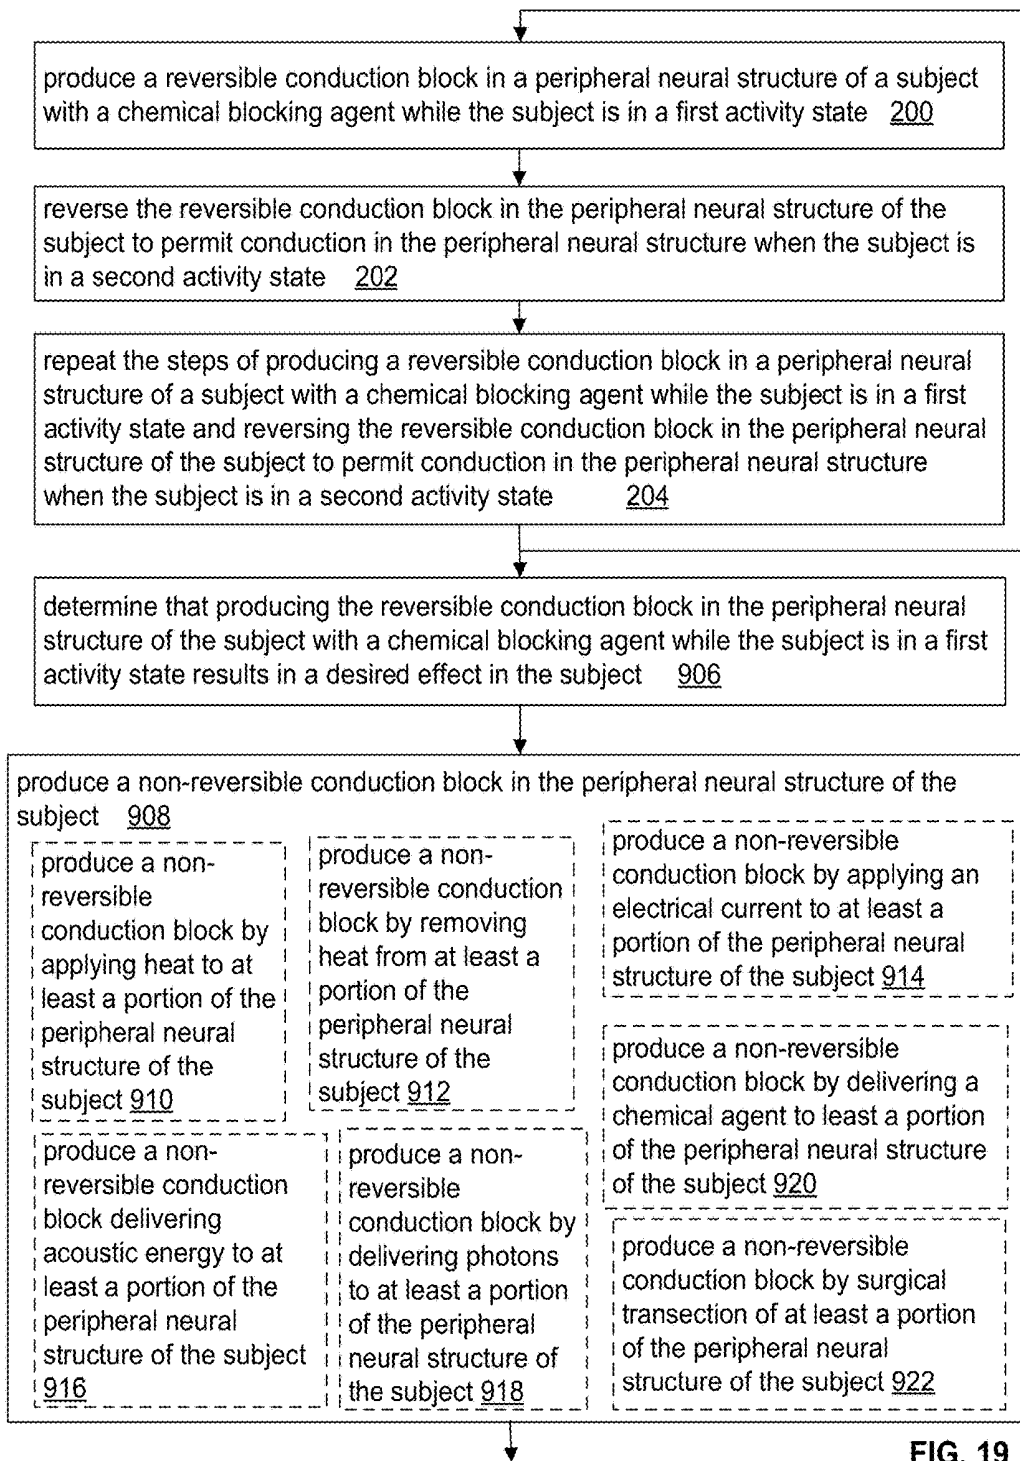 produce a reversible conduction block in a peripheral neural structure of a subject
with a chemical blocking agent while the subject is in a first activity state 200
reverse the reversible conduction block in the peripheral neural structure of the
subject to permit conduction in the peripheral neural structure when the subject is
in a second activity state 202
repeat the steps of producing a reversible conduction block in a peripheral neural
structure of a subject with a chemical blocking agent while the subject is in a first
activity state and reversing the reversible conduction block in the peripheral neural
structure of the subject to permit conduction in the peripheral neural structure
when the subject is in a second activity state 204
determine that producing the reversible conduction block in the peripheral neural
structure of the subject with a chemical blocking agent while the subject is in a first
activity state results in a desired effect in the subject 906
produce a non-reversible conduction block in the peripheral neural structure of the
subject 908
produce a non-
reversible
conduction block by
applying heat to at
least a portion of the
peripheral neural
structure of the
subject 910
produce a non-
reversible conduction
block by removing
heat from at least a
portion of the
peripheral neural
structure of the
subject 912
produce a non-reversible
conduction block by applying an
electrical current to at least a
portion of the peripheral neural
structure of the subject 914
produce a non-
reversible conduction
block delivering
acoustic energy to at
least a portion of the
peripheral neural
structure of the subject
916
produce a non-
reversible
conduction block by
delivering photons
to at least a portion
of the peripheral
neural structure of
the subject 918
produce a non-reversible
conduction block by delivering a
chemical agent to least a portion
of the peripheral neural structure
of the subject 920
produce a non-reversible
conduction block by surgical
transection of at least a portion
of the peripheral neural
structure of the subject 922
FIG. 19